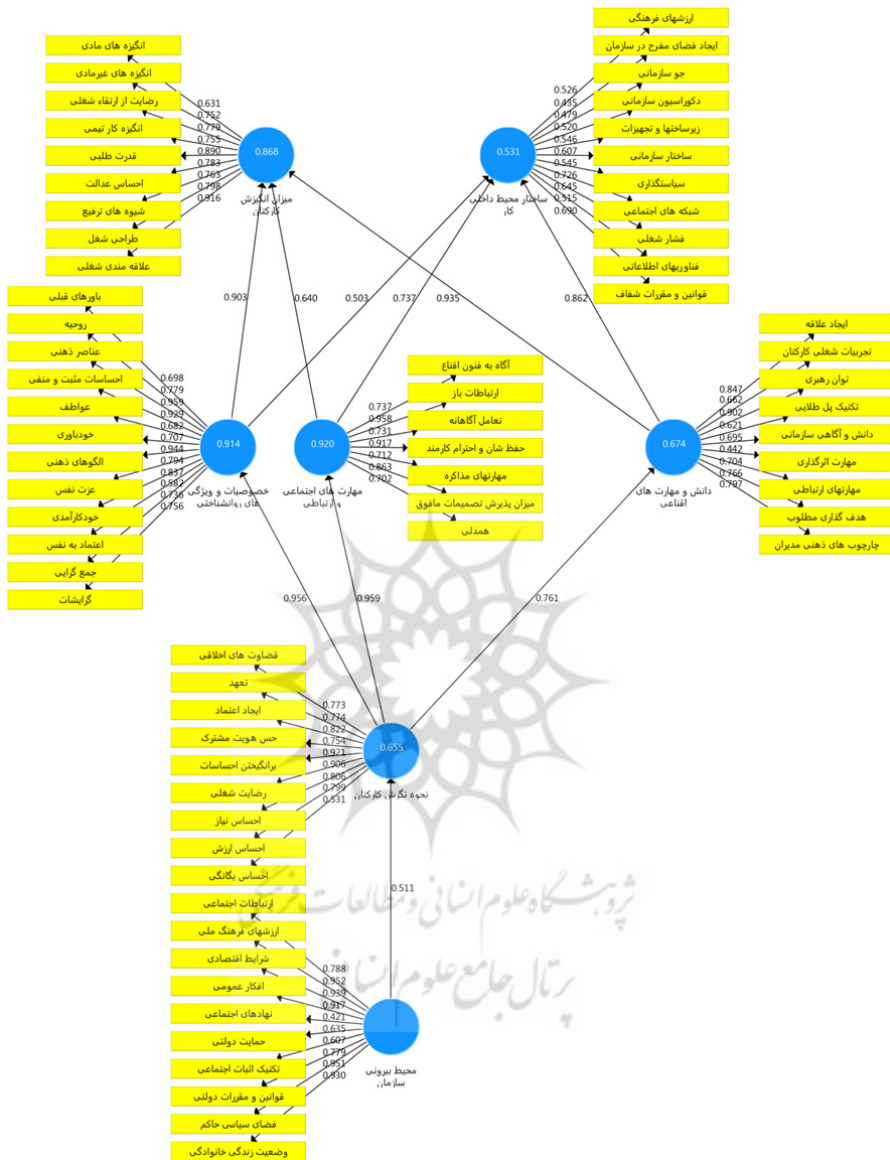 ارزشهای فرهنگی
ایجاد فضای مفرح در سازمان
جو سازمانی
دکوراسیون سازمانی
زیرساختها و تجهیزات
ساختار سازمانی
سیاستگذاری
شبکه های اجتماعی
فشار شغلی
فناوریهای اطلاعاتی
قوانین و مقررات شفاف
0.526
0.435
0.479
0.520
0.546
0.607
0.545
0.726
0.645
0.515
0.690
0.531
ساختار محیط داخلی
کار
انگیزه های مادی
انگیزه های غیرمادی
رضایت از ارتقاء شغلی
انگیزه کار تیمی
قدرت طلبی
احساس عدالت
شیوه های ترفیع
طراحی شغل
علاقه مندی شغلی
0.631
0.752
0.779
0.755
0.890
0.783
0.763
0.798
0.916
0.868
میزان انگیزش
کارکنان
0.903
0.640
0.503
0.737
0.935
0.862
ایجاد علاقه
تجربیات شغلی کارکنان
توان رهبری
تکنیک پل طلایی
دانش و آگاهی سازمانی
مهارت اثرگذاری
مهارتهای ارتباطی
هدف گذاری مطلوب
چارچوب های ذهنی مدیران
0.847
0.662
0.902
0.621
0.695
0.442
0.704
0.766
0.797
0.674
دانش و مهارت های
اقناعی
آگاه به فنون اقناع
ارتباطات باز
تعامل آگاهانه
حفظ شان و احترام کارمند
مهارتهای مذاکره
میزان پذیرش تصمیمات مافوق
همدلی
0.737
0.958
0.731
0.917
0.712
0.863
0.702
0.920
مهارت های اجتماعی
و ارتباطی
باورهای قبلی
روحیه
عناصر ذهنی
احساسات مثبت و منفی
عواطف
خودباوری
الگوهای ذهنی
عزت نفس
خودکارآمدی
اعتماد به نفس
جمع گرایی
گرایشات
0.698
0.779
0.959
0.929
0.682
0.707
0.944
0.794
0.837
0.582
0.736
0.756
0.914
خصوصیات و ویژگی
های روانشناختی
0.956
0.959
0.761
قضاوت های اخلاقی
تعهد
ایجاد اعتماد
حس هویت مشترک
برانگیختن احساسات
رضایت شغلی
احساس نیاز
احساس ارزش
احساس یگانگی
0.773
0.774
0.822
0.754
0.921
0.906
0.806
0.799
0.531
0.655
نحوه نگرش کارکنان
0.511
ارتباطات اجتماعی
ارزشهای فرهنگ ملی
شرایط اقتصادی
افکار عمومی
نهادهای اجتماعی
حمایت دولتی
تکنیک اثبات اجتماعی
قوانین و مقررات دولتی
فضای سیاسی حاکم
وضعیت زندگی خانوادگی
0.788
0.952
0.939
0.917
0.421
0.635
0.607
0.779
0.951
0.930
محیط بیرونی
سازمان
پژوهشگاه علوم انسانی و مطالعات فرهنگی
پرتال جامع علوم انسانی